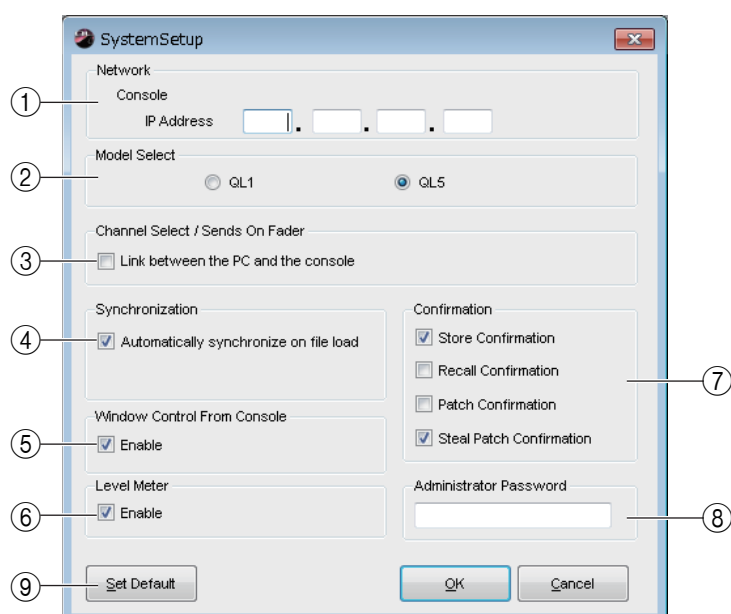 SystemSetup
Network
① Console
IP Address . . .
Model Select
② QL1 QL5
Channel Select / Sends On Fader
③ Link between the PC and the console
Synchronization
④ Automatically synchronize on file load
Confirmation
Store Confirmation
Recall Confirmation
⑦
Patch Confirmation
Steal Patch Confirmation
Window Control From Console
⑤ Enable
Level Meter
⑥ Enable
Administrator Password
⑧
⑨ Set Default OK Cancel